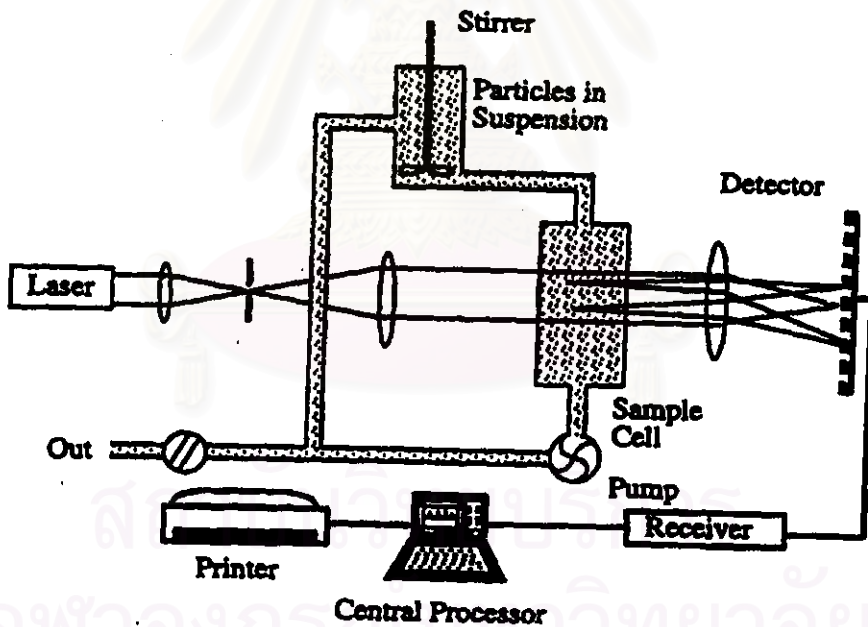 Stirrer
Particles in
Suspension
Detector
Laser
Sample
Cell
Out
Pump
Receiver
Printer
Central Processor